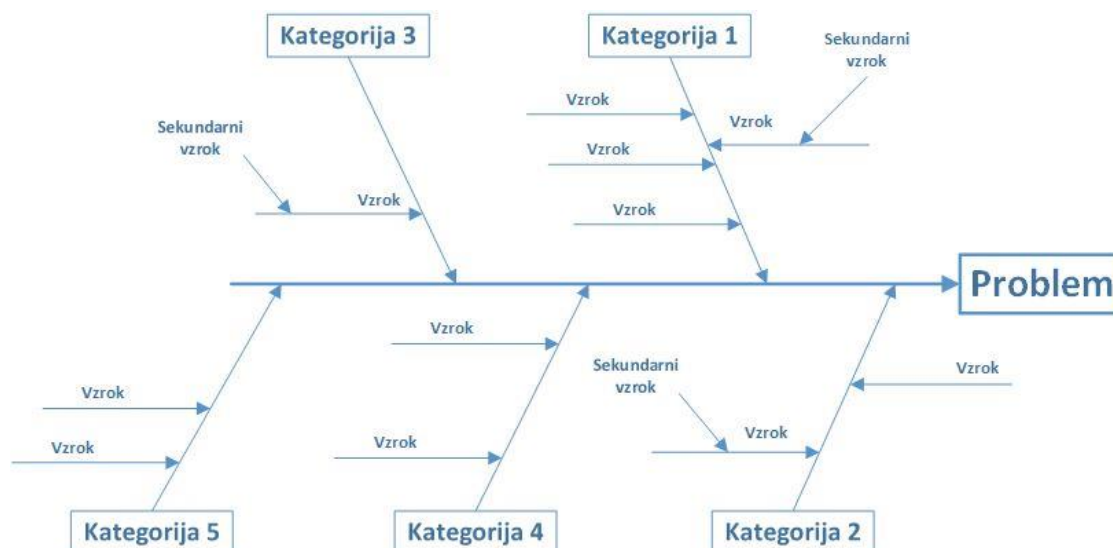 Kategorija 3
Kategorija 1
Sekundarni
vzrok
Vzrok
Vzrok
Sekundarni
vzrok
Vzrok
Vzrok
Vzrok
Problem
Vzrok
Sekundarni
vzrok
Vzrok
Vzrok
Vzrok
Vzrok
Vzrok
Kategorija 5
Kategorija 4
Kategorija 2